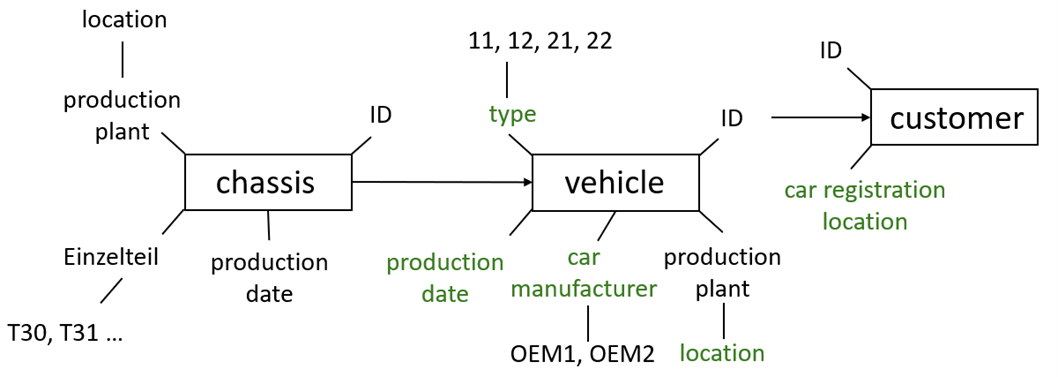 location
production
plant
ID
chassis
Einzelteil
production
date
T30, T31 ...
11, 12, 21, 22
type
ID
vehicle
production
date
car
manufacturer
production
plant
OEM1, OEM2
location
ID
customer
car registration
location